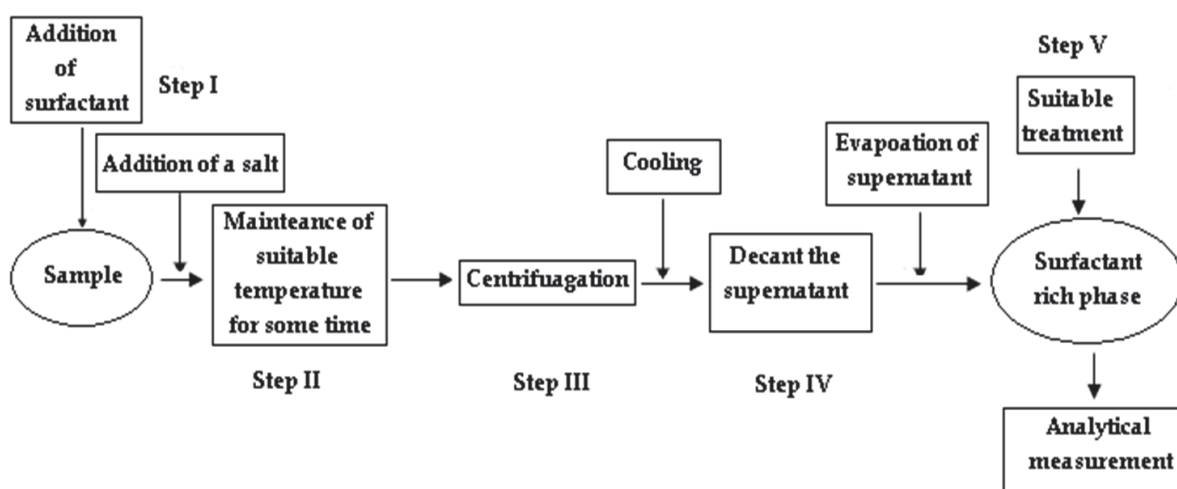 Addition
of
surfactant
Step I
Addition of a salt
Sample
Mainteance of
suitable
temperature
for some time
Step II
Centrifuagation
Step III
Cooling
Decant the
supernatant
Step IV
Evapoation of
supernatant
Step V
Suitable
treatment
Surfactant
rich phase
Analytical
measurement